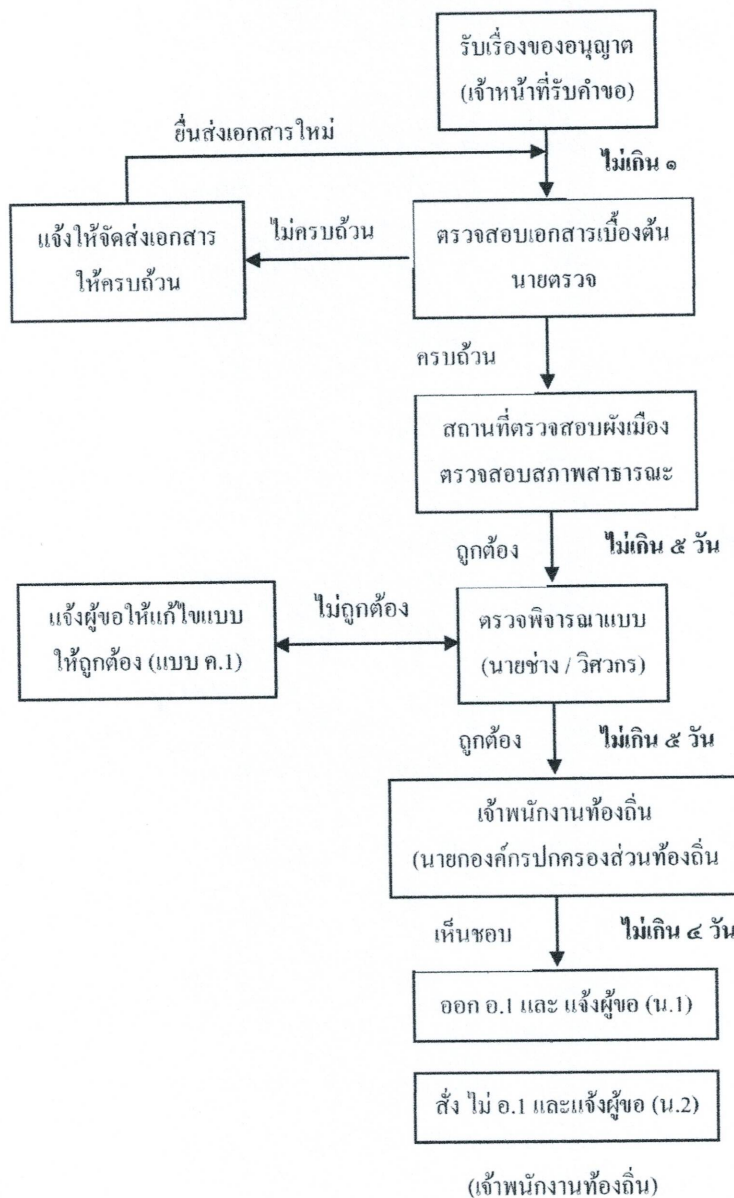 รับเรื่องของอนุญาต
(เจ้าหน้าที่รับคำขอ)
ยื่นส่งเอกสารใหม่
ไม่เกิน ๑
แจ้งให้จัดส่งเอกสาร
ให้ครบถ้วน
ไม่ครบถ้วน
ตรวจสอบเอกสารเบื้องต้น
นายตรวจ
ครบถ้วน
สถานที่ตรวจสอบผังเมือง
ตรวจสอบสภาพสาธารณะ
ถูกต้อง
ไม่เกิน ๕ วัน
แจ้งผู้ขอให้แก้ไขแบบ
ให้ถูกต้อง (แบบ ค.1)
ไม่ถูกต้อง
ตรวจพิจารณาแบบ
(นายช่าง / วิศวกร)
ถูกต้อง
ไม่เกิน ๕ วัน
เจ้าพนักงานท้องถิ่น
(นายกองค์กรปกครองส่วนท้องถิ่น
เห็นชอบ
ไม่เกิน ๔ วัน
ออก อ.1 และ แจ้งผู้ขอ (น.1)
สั่ง ไม่ อ.1 และแจ้งผู้ขอ (น.2)
(เจ้าพนักงานท้องถิ่น)